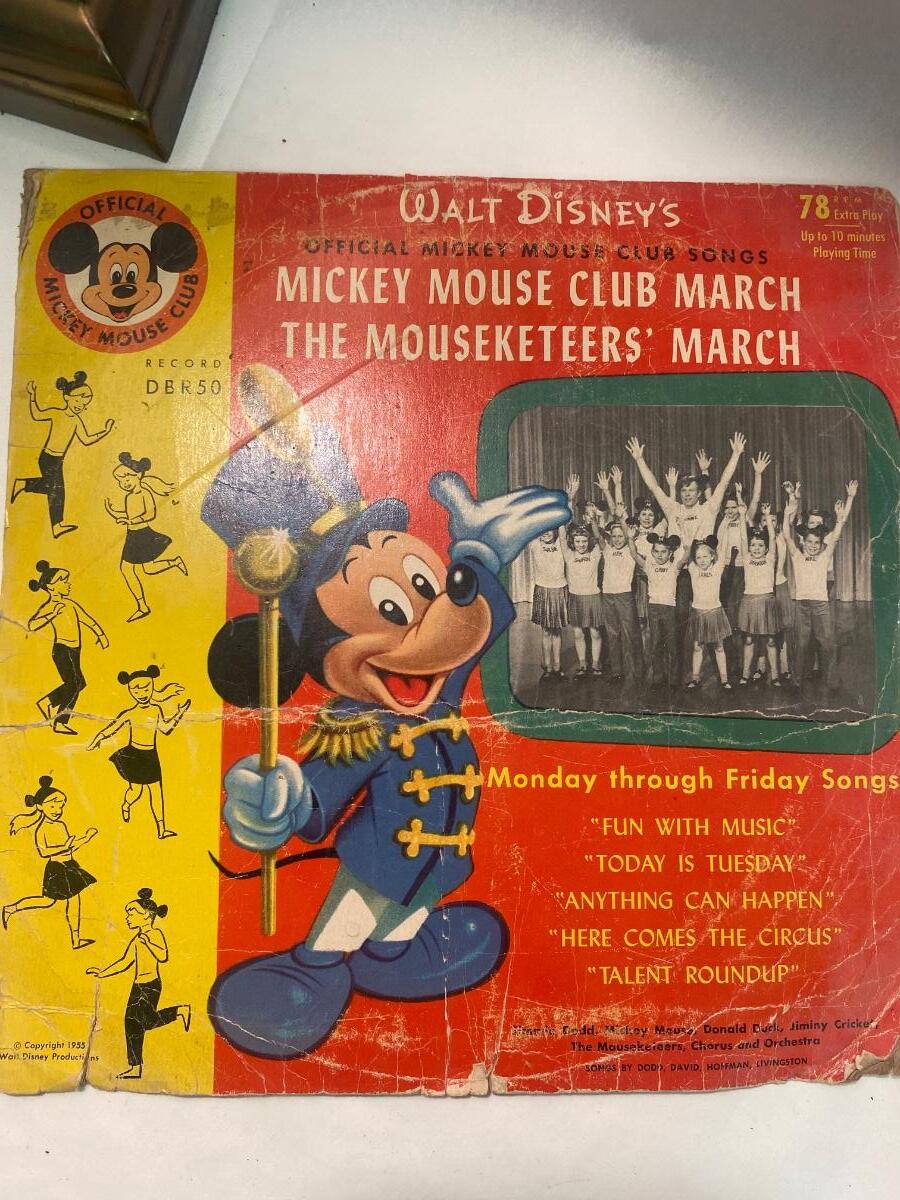 OFFICIAL
MICKEY MOUSE CLUB
RECORD
DBR50
WALT DISNEY'S
OFFICIAL MICKEY MOUSE CLUB SONGS
MICKEY MOUSE CLUB MARCH
THE MOUSEKETEERS' MARCH
78 RPM
Extra Play
Up to 10 minutes
Playing Time
Monday through Friday Songs
"FUN WITH MUSIC"
"TODAY IS TUESDAY"
"ANYTHING CAN HAPPEN"
"HERE COMES THE CIRCUS"
"TALENT ROUNDUP"
Jimmie Dodd, Mickey Mouse, Donald Duck, Jiminy Cricket,
The Mouseketeers, Chorus and Orchestra
SONGS BY DODD, DAVID, HOFFMAN, LIVINGSTON
© Copyright 1955
Walt Disney Productions